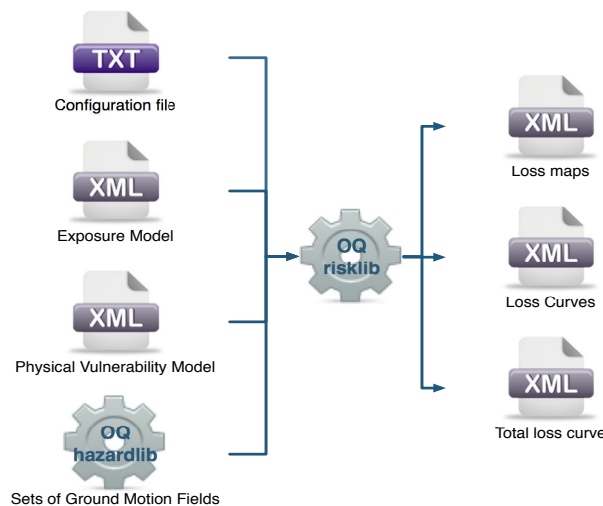 TXT
Configuration file
XML
Exposure Model
XML
Physical Vulnerability Model
OQ
hazardlib
Sets of Ground Motion Fields
OQ
risklib
XML
Loss maps
XML
Loss Curves
XML
Total loss curve